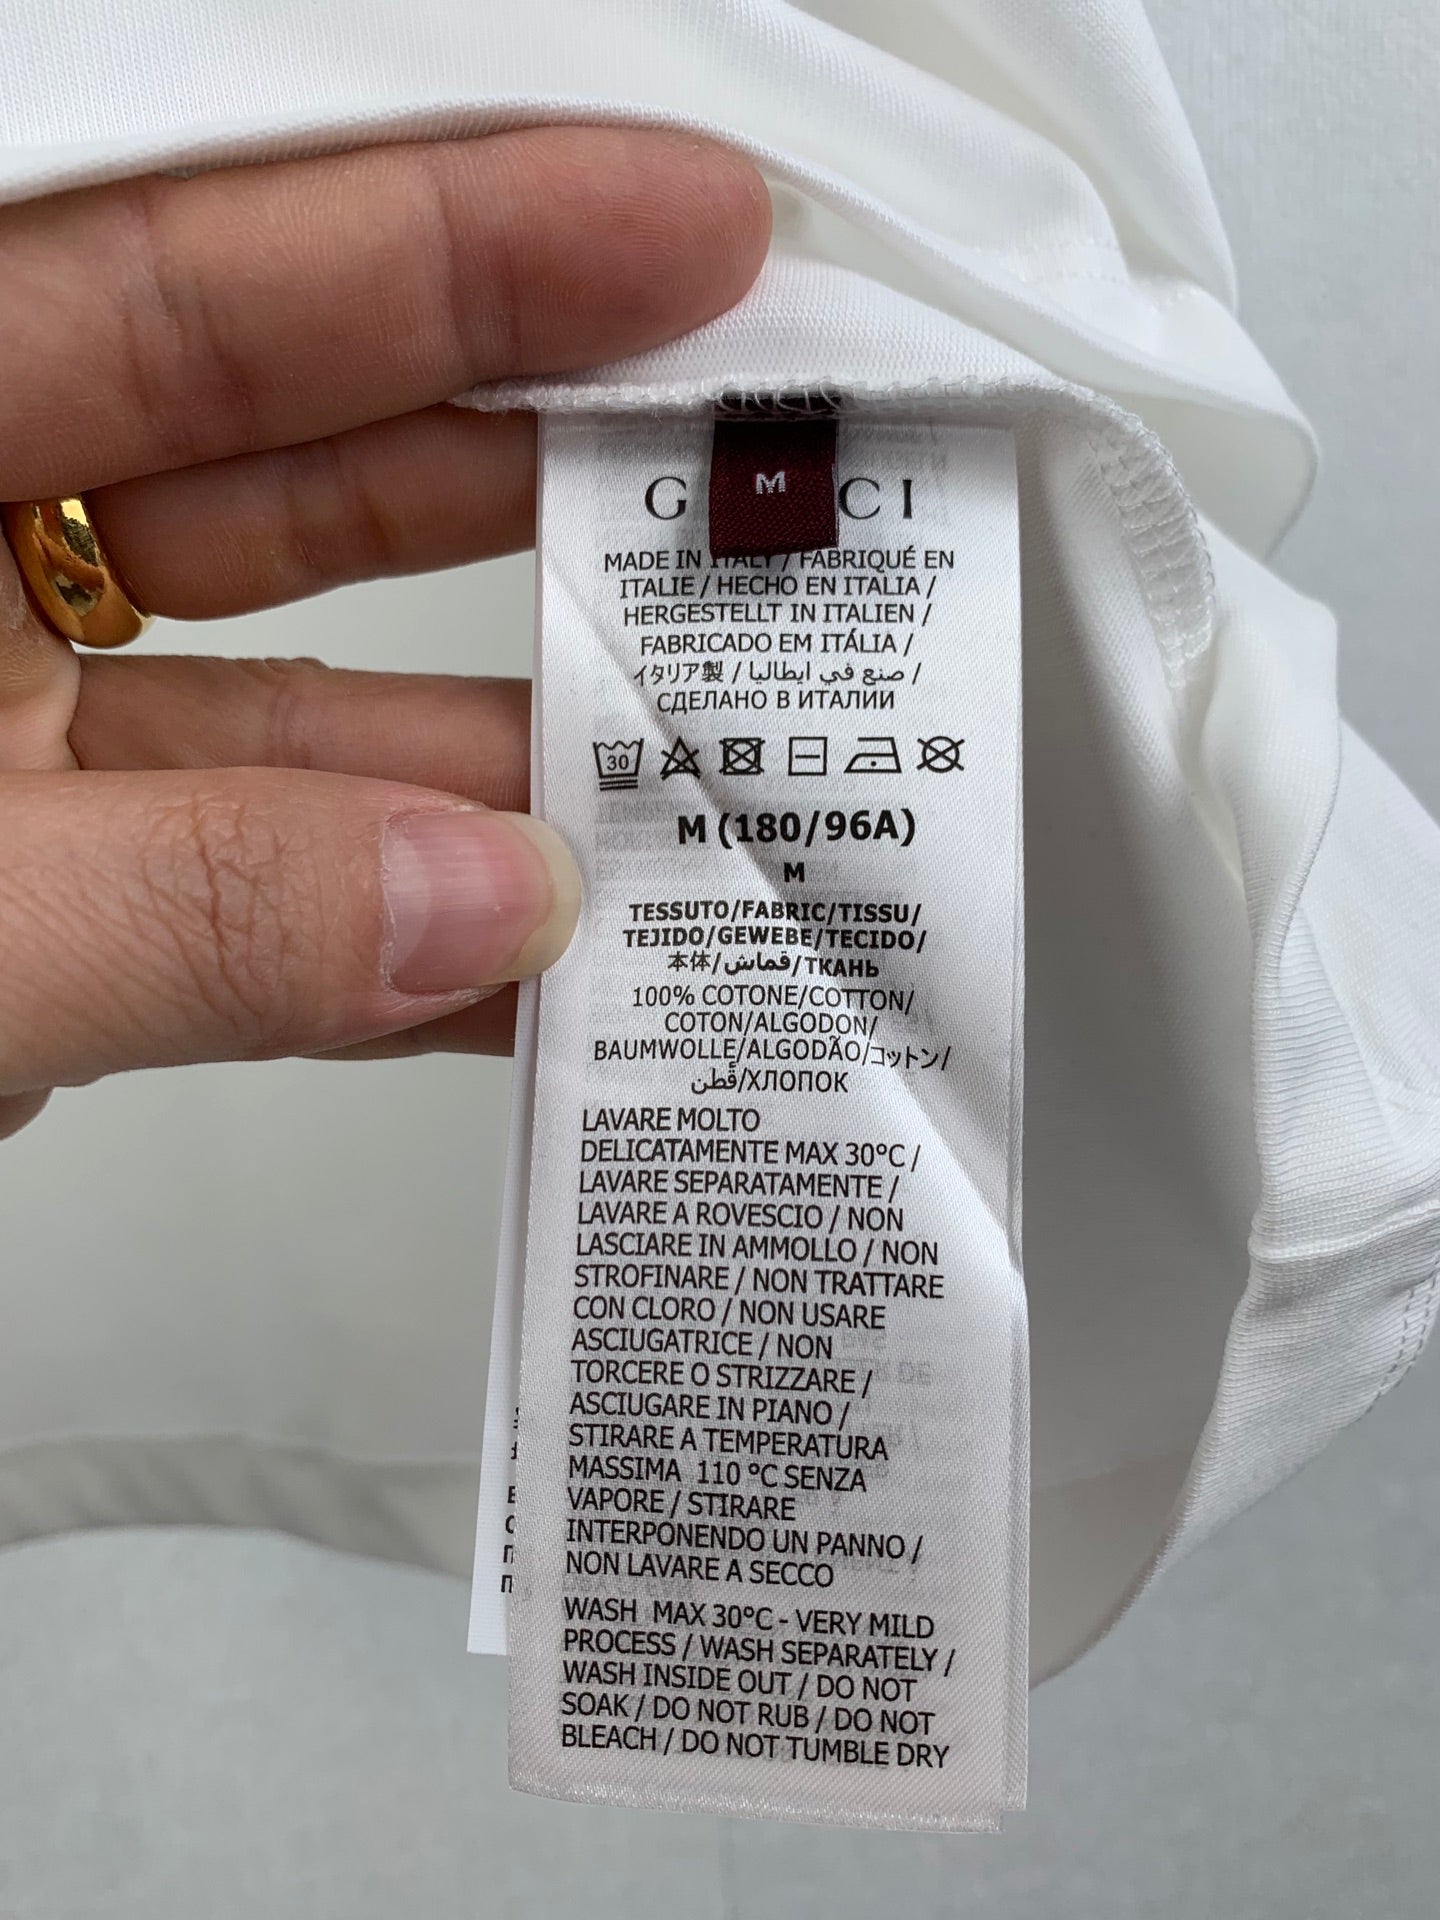 M
G CI
MADE IN ITALY / FABRIQUÉ EN
ITALIE / HECHO EN ITALIA /
HERGESTELLT IN ITALIEN /
FABRICADO EM ITÁLIA /
イタリア製 / صنع في ايطاليا /
СДЕЛАНО В ИТАЛИИ
30
M (180/96A)
M
TESSUTO/FABRIC/TISSU/
TEJIDO/GEWEBE/TECIDO/
本体/قماش/ТКАНЬ
100% COTONE/COTTON/
COTON/ALGODON/
BAUMWOLLE/ALGODÃO/コットン/
قُطن/ХЛОПОК
LAVARE MOLTO
DELICATAMENTE MAX 30°C /
LAVARE SEPARATAMENTE /
LAVARE A ROVESCIO / NON
LASCIARE IN AMMOLLO / NON
STROFINARE / NON TRATTARE
CON CLORO / NON USARE
ASCIUGATRICE / NON
TORCERE O STRIZZARE /
ASCIUGARE IN PIANO /
STIRARE A TEMPERATURA
MASSIMA 110 °C SENZA
VAPORE / STIRARE
INTERPONENDO UN PANNO /
NON LAVARE A SECCO
WASH MAX 30°C - VERY MILD
PROCESS / WASH SEPARATELY /
WASH INSIDE OUT / DO NOT
SOAK / DO NOT RUB / DO NOT
BLEACH / DO NOT TUMBLE DRY